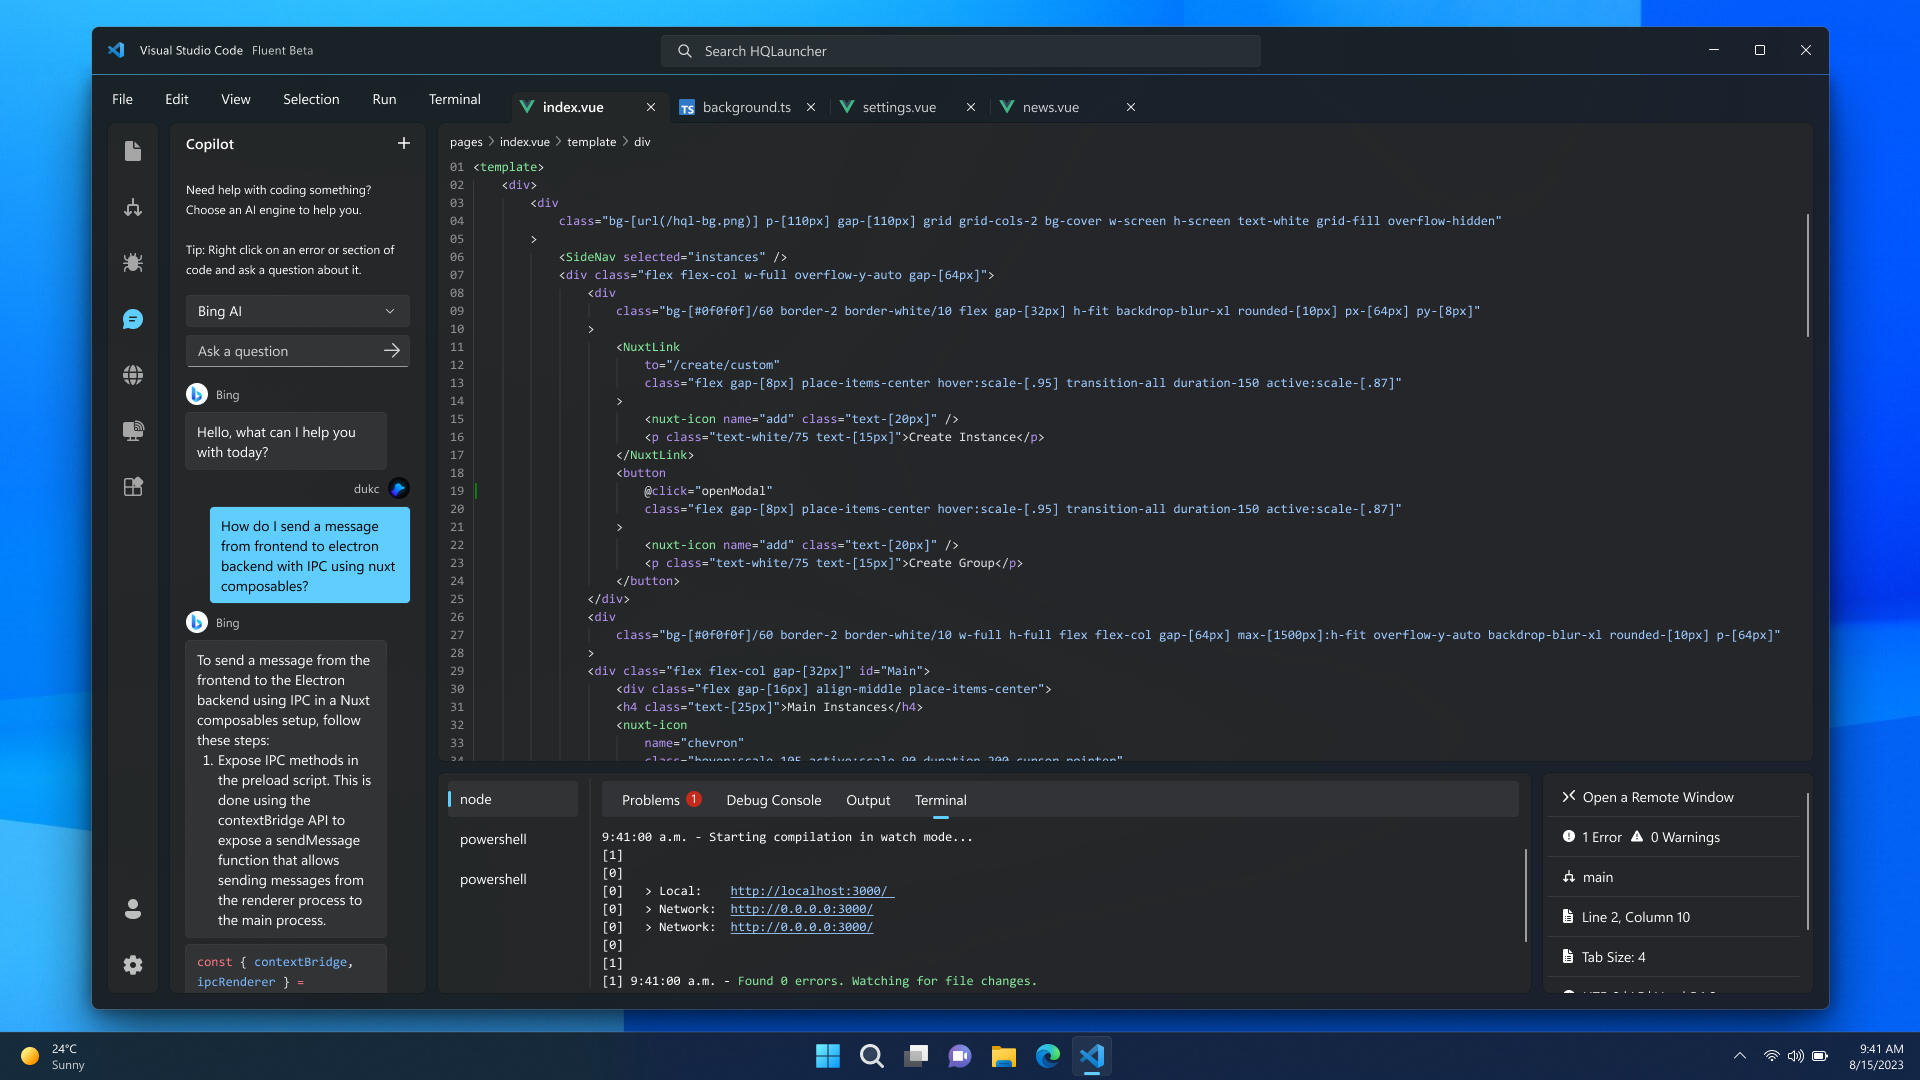 Visual Studio Code Fluent Beta
Search HQLauncher
File Edit View Selection Run Terminal
index.vue
TS background.ts
settings.vue
news.vue
Copilot
Need help with coding something?
Choose an AI engine to help you.
Tip: Right click on an error or section of
code and ask a question about it.
Bing AI
Ask a question
Bing
Hello, what can I help you
with today?
dukc
How do I send a message
from frontend to electron
backend with IPC using nuxt
composables?
Bing
To send a message from the
frontend to the Electron
backend using IPC in a Nuxt
composables setup, follow
these steps:
1. Expose IPC methods in
the preload script. This is
done using the
contextBridge API to
expose a sendMessage
function that allows
sending messages from
the renderer process to
the main process.
const { contextBridge,
ipcRenderer } =
pages > index.vue > template > div
01 <template>
02 <div>
03 <div
04 class="bg-[url(/hql-bg.png)] p-[110px] gap-[110px] grid grid-cols-2 bg-cover w-screen h-screen text-white grid-fill overflow-hidden"
05 >
06 <SideNav selected="instances" />
07 <div class="flex flex-col w-full overflow-y-auto gap-[64px]">
08 <div
09 class="bg-[#0f0f0f]/60 border-2 border-white/10 flex gap-[32px] h-fit backdrop-blur-xl rounded-[10px] px-[64px] py-[8px]"
10 >
11 <NuxtLink
12 to="/create/custom"
13 class="flex gap-[8px] place-items-center hover:scale-[.95] transition-all duration-150 active:scale-[.87]"
14 >
15 <nuxt-icon name="add" class="text-[20px]" />
16 <p class="text-white/75 text-[15px]">Create Instance</p>
17 </NuxtLink>
18 <button
19 @click="openModal"
20 class="flex gap-[8px] place-items-center hover:scale-[.95] transition-all duration-150 active:scale-[.87]"
21 >
22 <nuxt-icon name="add" class="text-[20px]" />
23 <p class="text-white/75 text-[15px]">Create Group</p>
24 </button>
25 </div>
26 <div
27 class="bg-[#0f0f0f]/60 border-2 border-white/10 w-full h-full flex flex-col gap-[64px] max-[1500px]:h-fit overflow-y-auto backdrop-blur-xl rounded-[10px] p-[64px]"
28 >
29 <div class="flex flex-col gap-[32px]" id="Main">
30 <div class="flex gap-[16px] align-middle place-items-center">
31 <h4 class="text-[25px]">Main Instances</h4>
32 <nuxt-icon
33 name="chevron"
34 class="hover:scale-105 active:scale-90 duration-200 cursor-pointer"
node
powershell
powershell
Problems 1 Debug Console Output Terminal
9:41:00 a.m. - Starting compilation in watch mode...
[1]
[0]
[0] > Local: http://localhost:3000/
[0] > Network: http://0.0.0.0:3000/
[0] > Network: http://0.0.0.0:3000/
[0]
[1]
[1] 9:41:00 a.m. - Found 0 errors. Watching for file changes.
Open a Remote Window
1 Error 0 Warnings
main
Line 2, Column 10
Tab Size: 4
24°C
Sunny
9:41 AM
8/15/2023